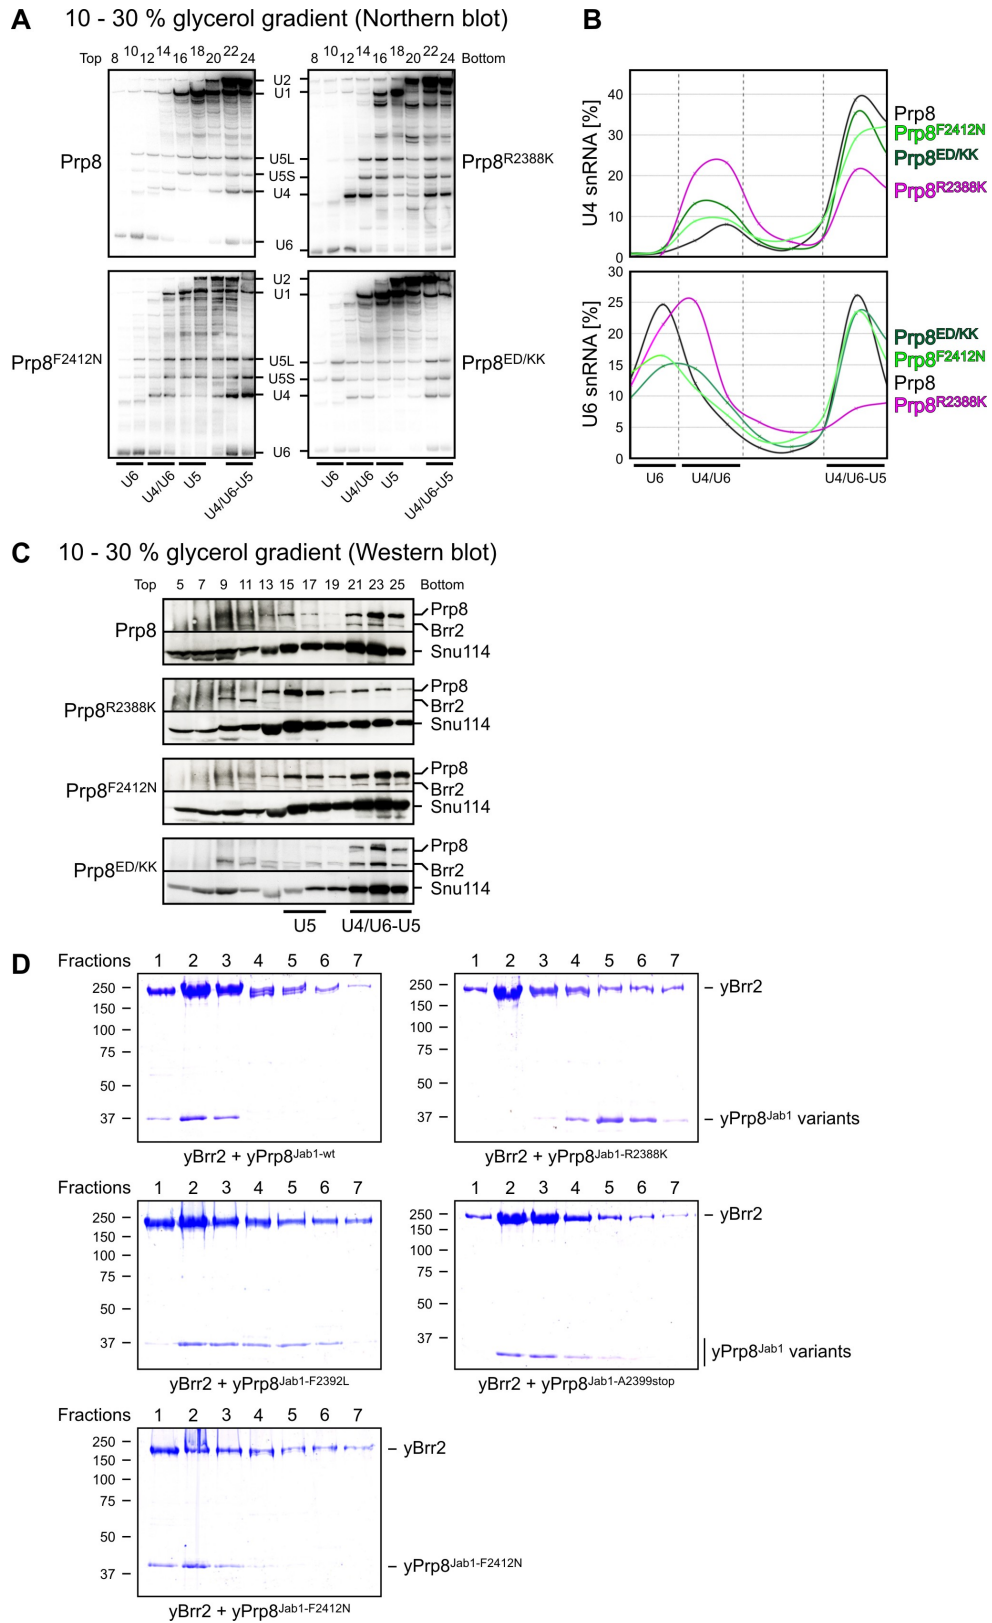 A 10 - 30 % glycerol gradient (Northern blot)
Top 8 10 12 14 16 18 20 22 24
8 10 12 14 16 18 20 22 24 Bottom
Prp8
U2
U1
U5L
U5S
U4
U6
Prp8R2388K
Prp8F2412N
U2
U1
U5L
U5S
U4
U6
Prp8ED/KK
U6 U4/U6 U5 U4/U6-U5
U6 U4/U6 U5 U4/U6-U5
B
U4 snRNA [%]
40
30
20
10
0
Prp8
Prp8F2412N
Prp8ED/KK
Prp8R2388K
U6 snRNA [%]
30
25
20
15
10
5
0
Prp8ED/KK
Prp8F2412N
Prp8
Prp8R2388K
U6 U4/U6 U4/U6-U5
C 10 - 30 % glycerol gradient (Western blot)
Top 5 7 9 11 13 15 17 19 21 23 25 Bottom
Prp8
Prp8
Brr2
Snu114
Prp8R2388K
Prp8
Brr2
Snu114
Prp8F2412N
Prp8
Brr2
Snu114
Prp8ED/KK
Prp8
Brr2
Snu114
U5 U4/U6-U5
D
Fractions 1 2 3 4 5 6 7
250
150
100
75
50
37
yBrr2 + yPrp8Jab1-wt
1 2 3 4 5 6 7
250
150
100
75
50
37
yBrr2
yPrp8Jab1 variants
yBrr2 + yPrp8Jab1-R2388K
Fractions 1 2 3 4 5 6 7
250
150
100
75
50
37
yBrr2 + yPrp8Jab1-F2392L
1 2 3 4 5 6 7
250
150
100
75
50
37
yBrr2
yPrp8Jab1 variants
yBrr2 + yPrp8Jab1-A2399stop
Fractions 1 2 3 4 5 6 7
250
150
100
75
50
37
yBrr2
yPrp8Jab1-F2412N
yBrr2 + yPrp8Jab1-F2412N